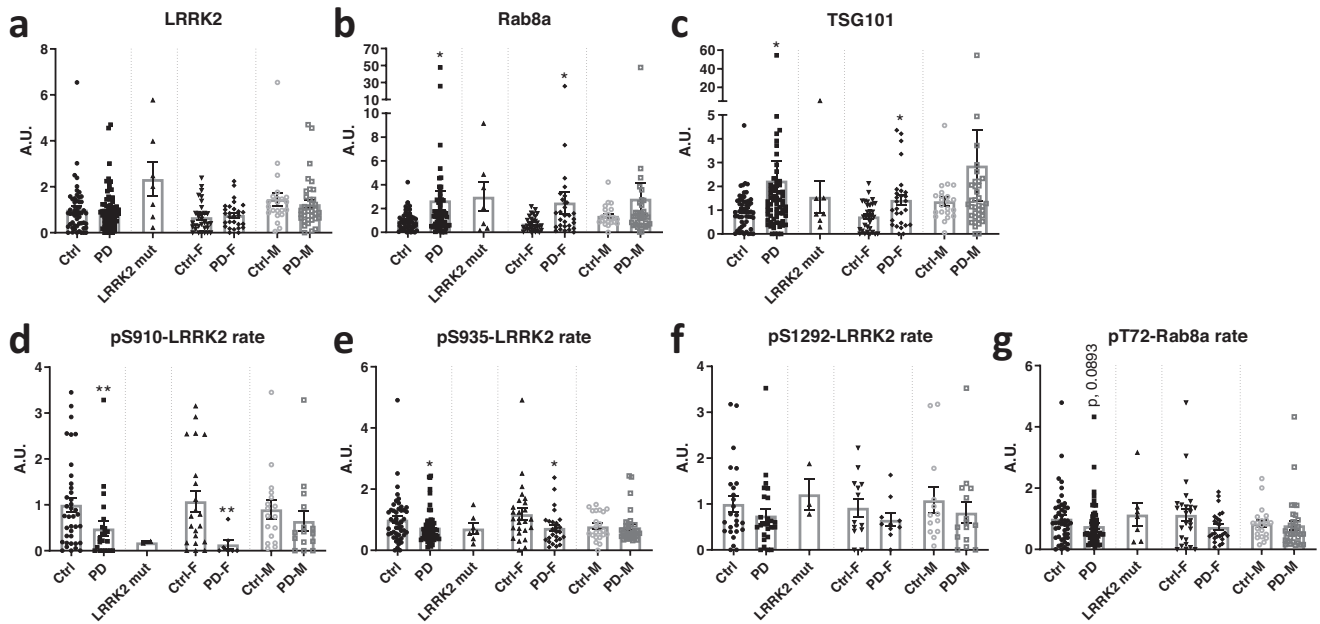 a
LRRK2
A.U.
8
6
4
2
0
Ctrl
PD
LRRK2 mut
Ctrl-F
PD-F
Ctrl-M
PD-M
b
Rab8a
A.U.
70
50
30
10
10
8
6
4
2
0
*
*
Ctrl
PD
LRRK2 mut
Ctrl-F
PD-F
Ctrl-M
PD-M
c
TSG101
A.U.
60
40
20
5
4
3
2
1
0
*
*
Ctrl
PD
LRRK2 mut
Ctrl-F
PD-F
Ctrl-M
PD-M
d
pS910-LRRK2 rate
A.U.
4
3
2
1
0
**
**
Ctrl
PD
LRRK2 mut
Ctrl-F
PD-F
Ctrl-M
PD-M
e
pS935-LRRK2 rate
A.U.
6
4
2
0
*
*
Ctrl
PD
LRRK2 mut
Ctrl-F
PD-F
Ctrl-M
PD-M
f
pS1292-LRRK2 rate
A.U.
4
3
2
1
0
Ctrl
PD
LRRK2 mut
Ctrl-F
PD-F
Ctrl-M
PD-M
g
pT72-Rab8a rate
A.U.
6
4
2
0
p, 0.0893
Ctrl
PD
LRRK2 mut
Ctrl-F
PD-F
Ctrl-M
PD-M